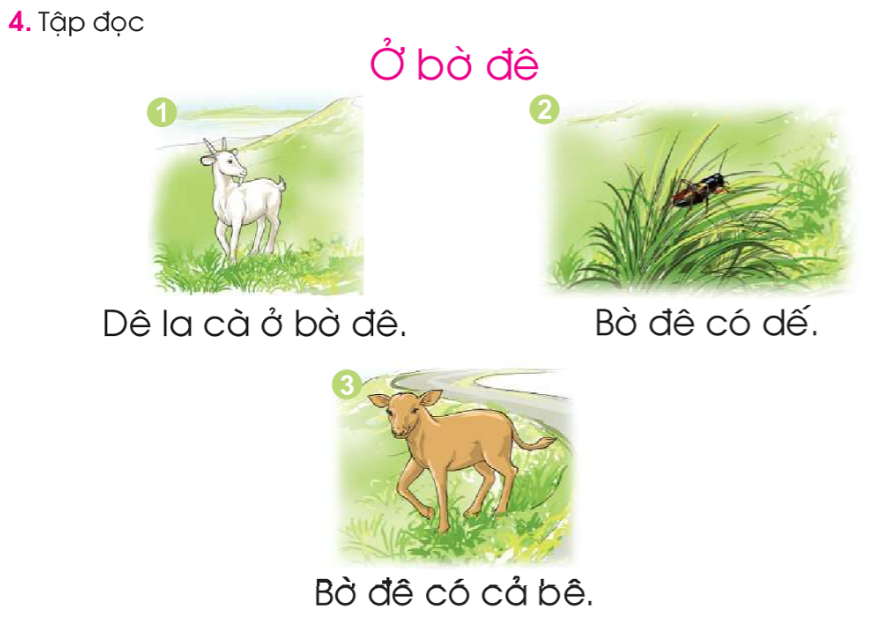 4. Tập đọc
Ở bờ đê
1
2
Dê la cà ở bờ đê.
Bờ đê có dế.
3
Bờ đê có cả bê.